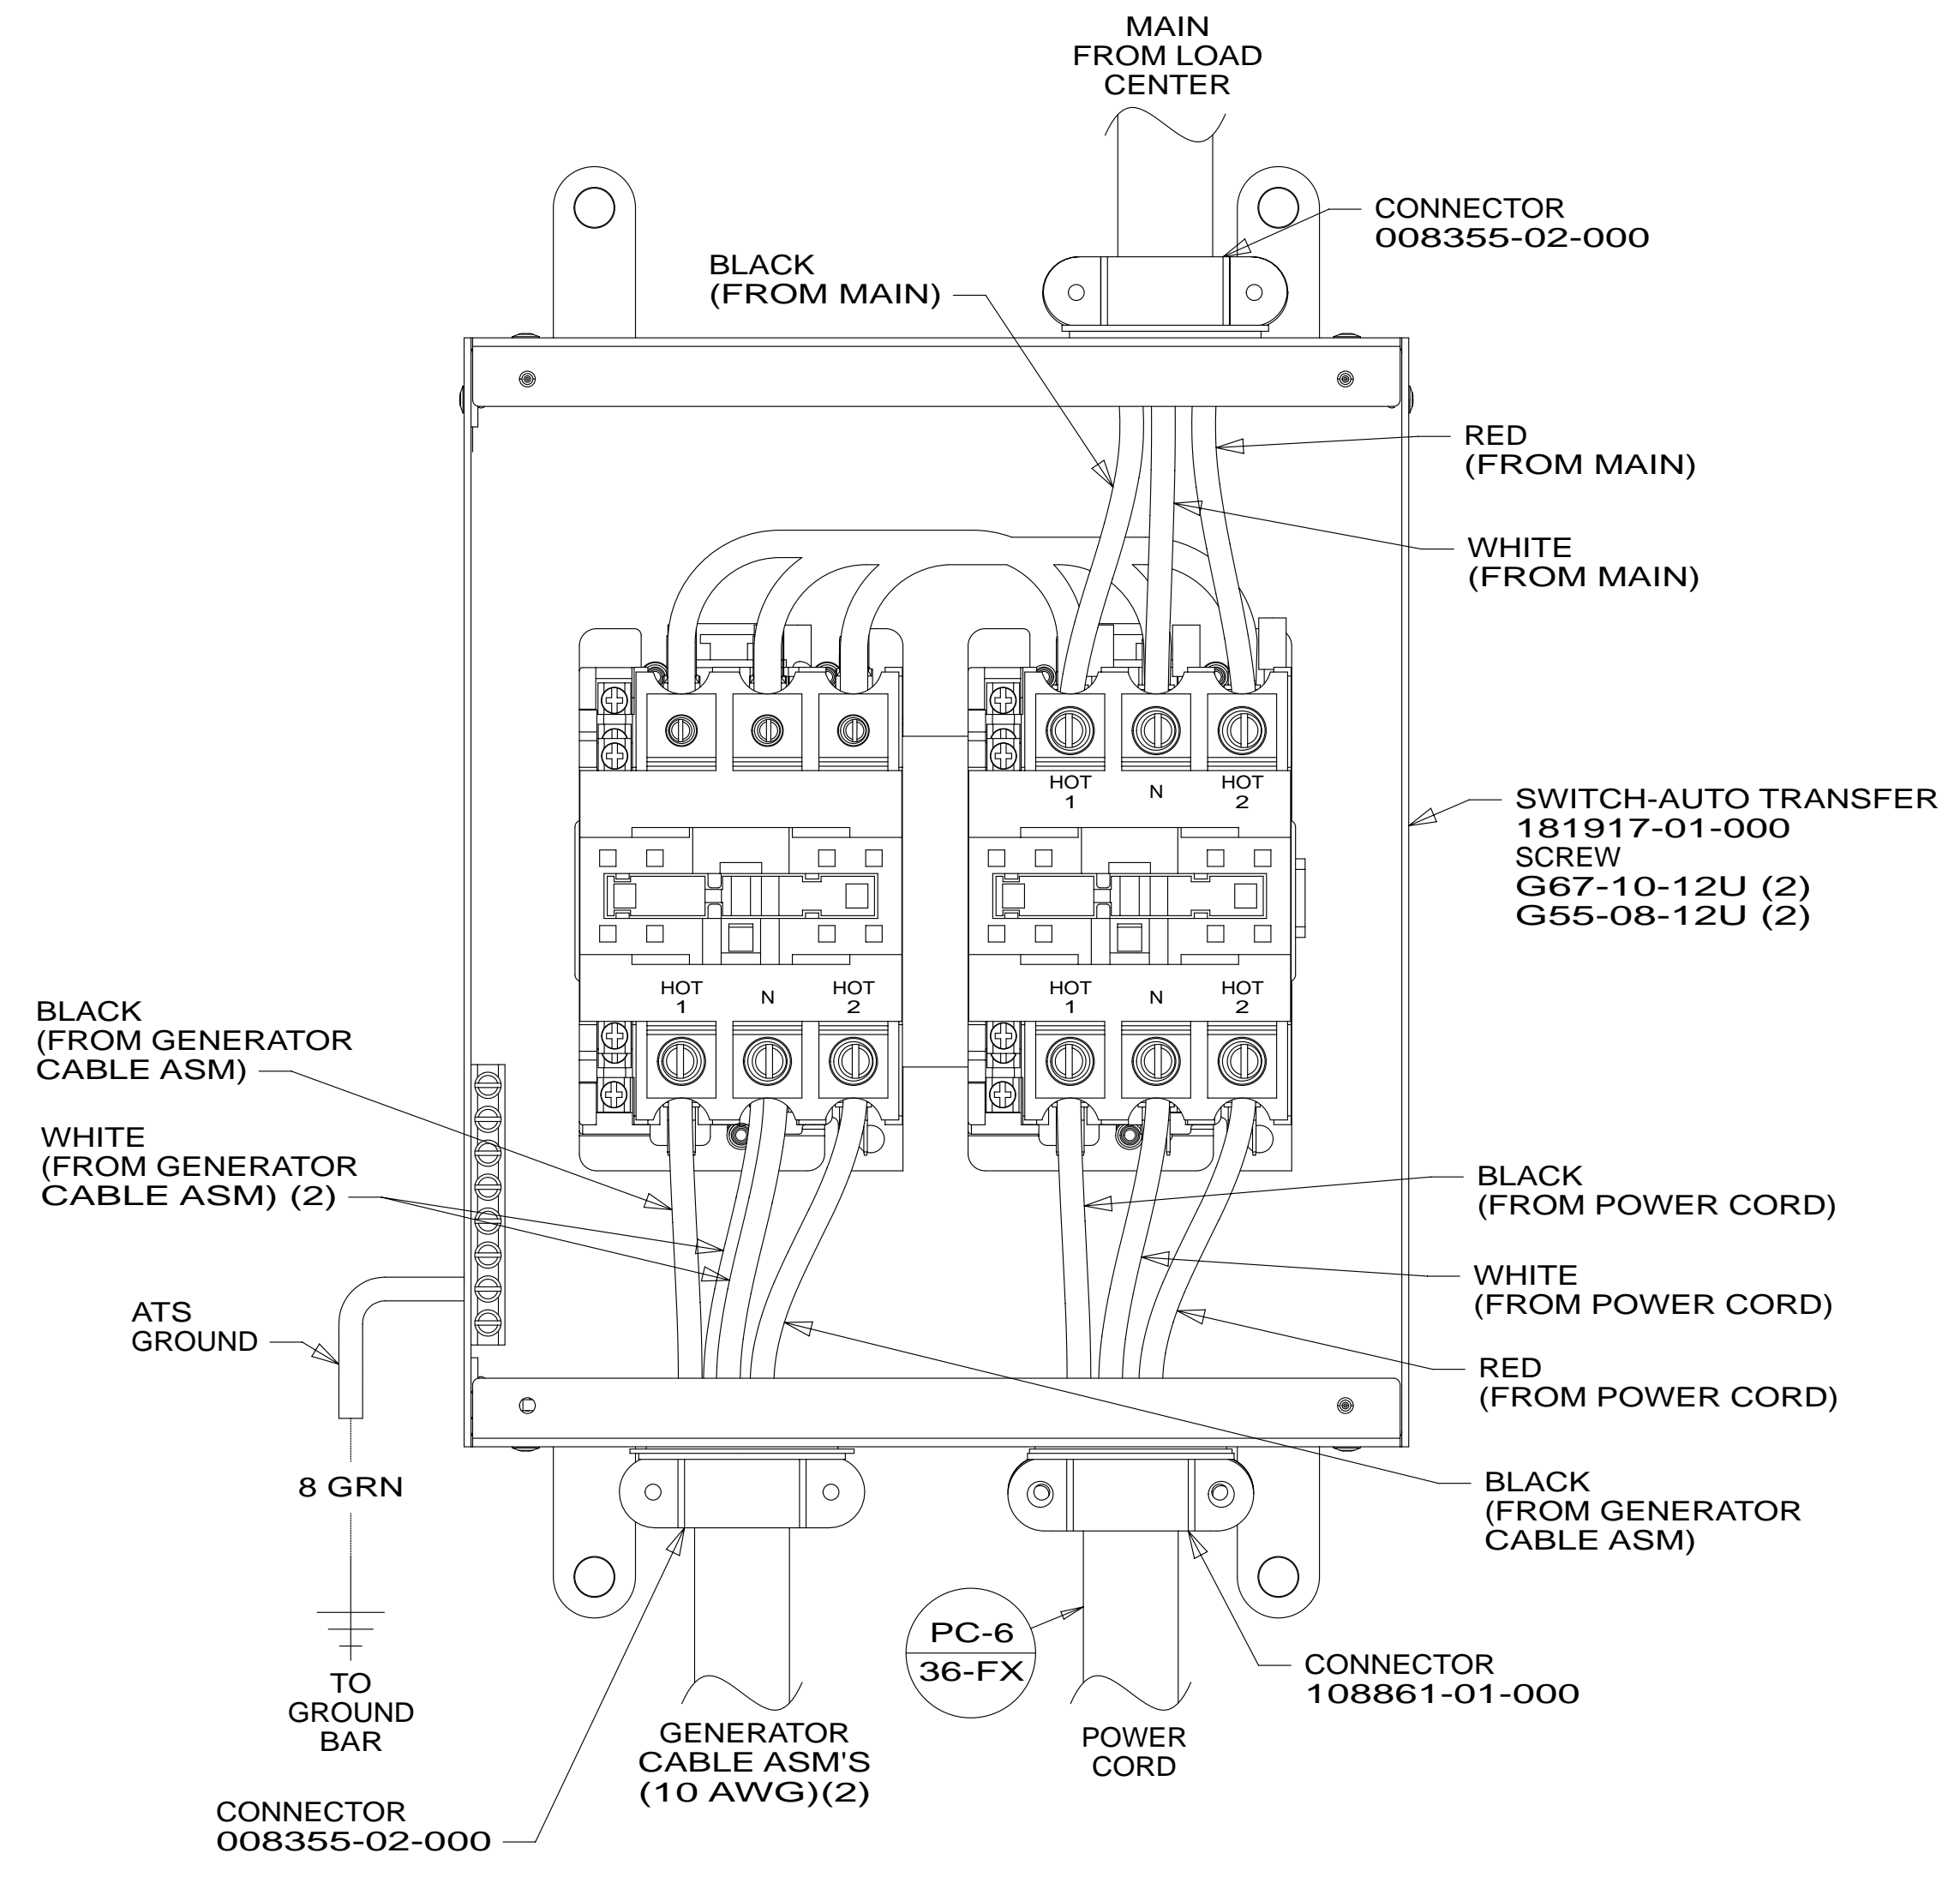 MAIN
FROM LOAD
CENTER
CONNECTOR
008355-02-000
BLACK
(FROM MAIN)
RED
(FROM MAIN)
WHITE
(FROM MAIN)
HOT
1
N
HOT
2
SWITCH-AUTO TRANSFER
181917-01-000
SCREW
G67-10-12U (2)
G55-08-12U (2)
HOT
1
N
HOT
2
HOT
1
N
HOT
2
BLACK
(FROM GENERATOR
CABLE ASM)
WHITE
(FROM GENERATOR
CABLE ASM) (2)
BLACK
(FROM POWER CORD)
WHITE
(FROM POWER CORD)
ATS
GROUND
RED
(FROM POWER CORD)
8 GRN
BLACK
(FROM GENERATOR
CABLE ASM)
PC-6
36-FX
TO
GROUND
BAR
CONNECTOR
108861-01-000
GENERATOR
CABLE ASM'S
(10 AWG)(2)
POWER
CORD
CONNECTOR
008355-02-000